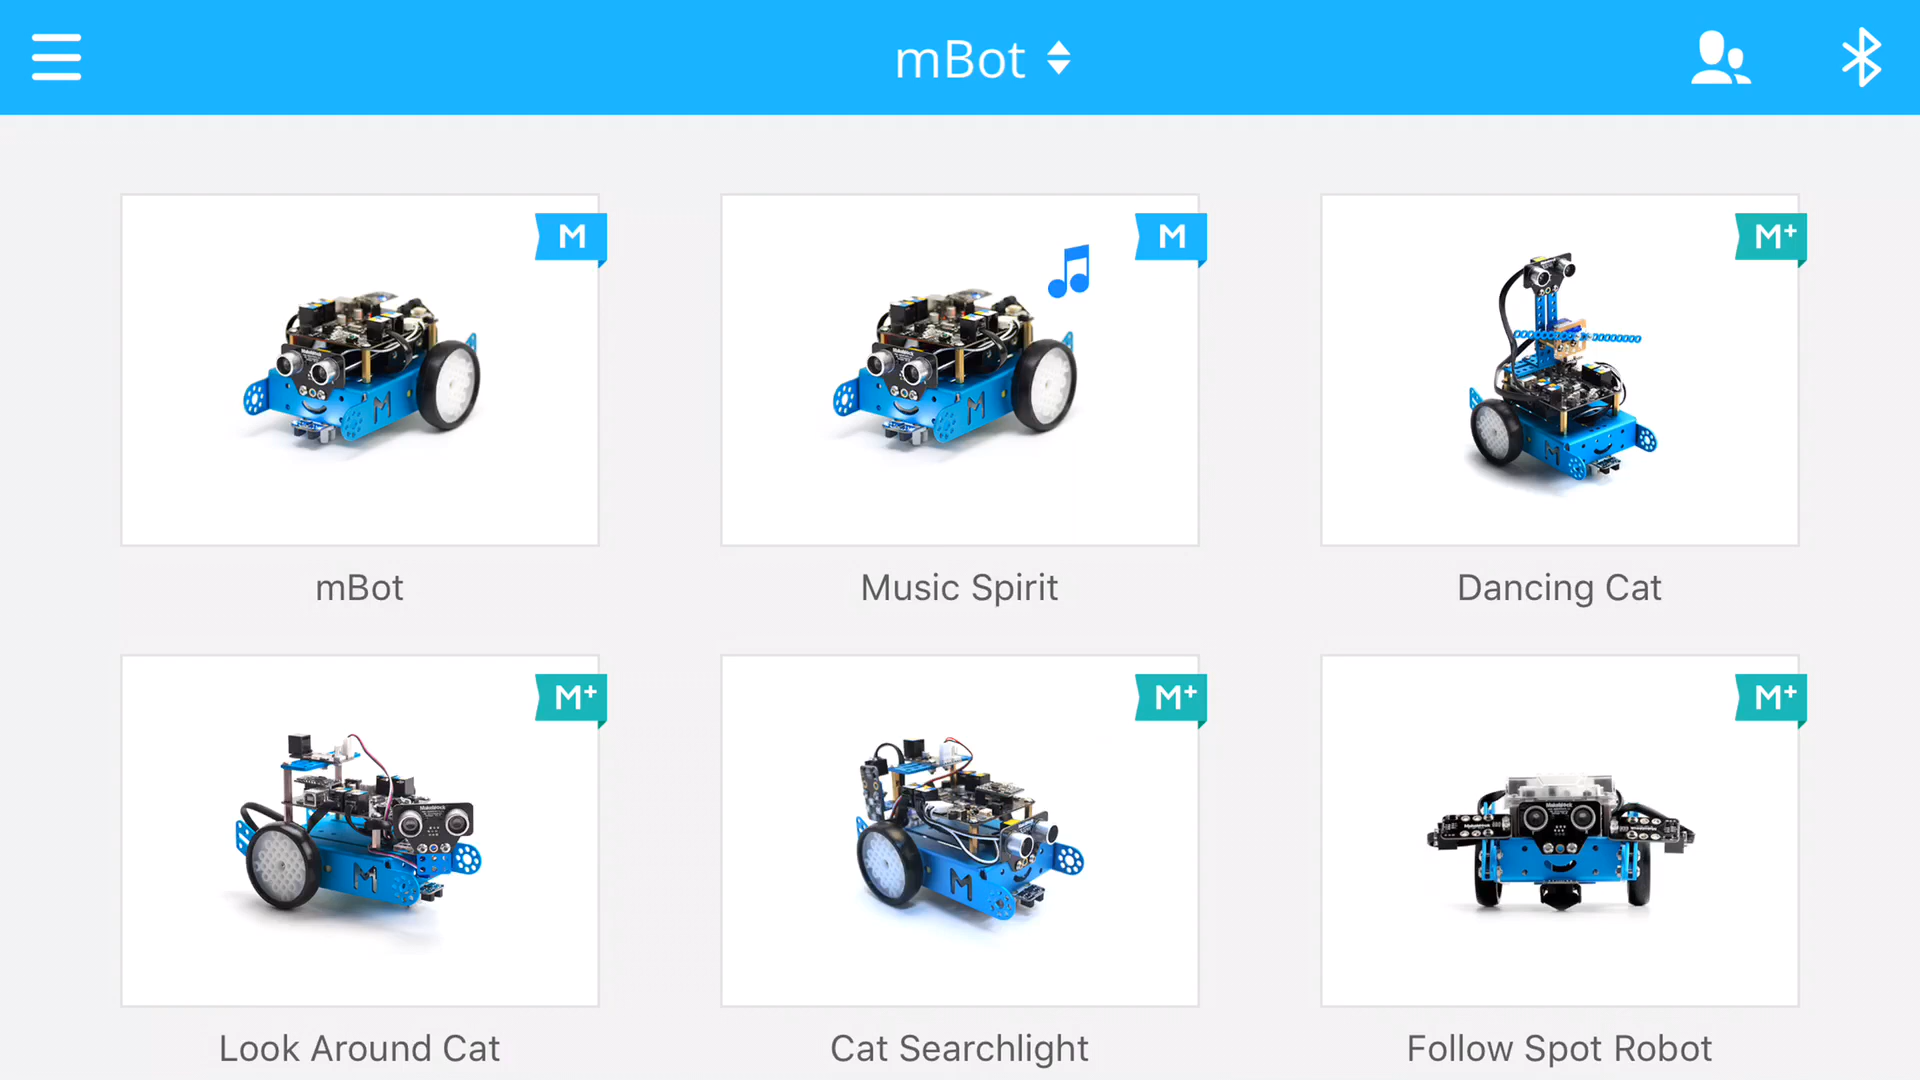 mBot
M
M
M+
mBot
Music Spirit
Dancing Cat
M+
M+
M+
Look Around Cat
Cat Searchlight
Follow Spot Robot